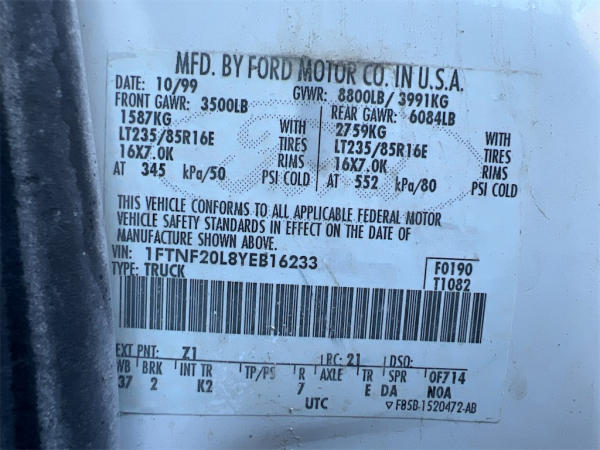 MFD. BY FORD MOTOR CO. IN U.S.A.
DATE: 10/99 GVWR: 8800LB/ 3991KG
FRONT GAWR: 3500LB REAR GAWR: 6084LB
1587KG WITH 2759KG WITH
LT235/85R16E TIRES LT235/85R16E TIRES
16X7.0K RIMS 16X7.0K RIMS
AT 345 kPa/50 PSI COLD AT 552 kPa/80 PSI COLD
THIS VEHICLE CONFORMS TO ALL APPLICABLE FEDERAL MOTOR
VEHICLE SAFETY STANDARDS IN EFFECT ON THE DATE OF
MANUFACTURE SHOWN ABOVE.
VIN: 1FTNF20L8YEB16233 F0190
TYPE: TRUCK T1082
EXT PNT: Z1 RC: 21 DSO:
WB BRK INT TR TP/PS R AXLE TR SPR OF714
37 2 K2 7 E DA NOA
UTC ▽ F85B-1520472-AB